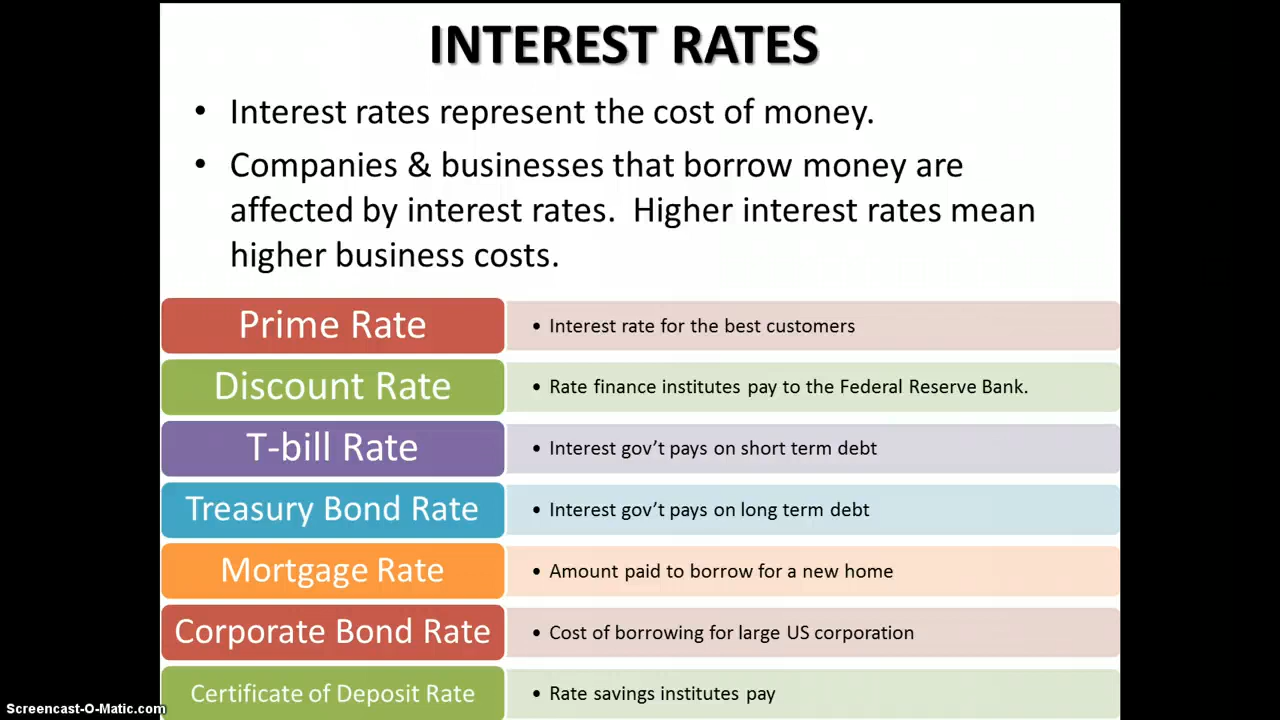 INTEREST RATES
• Interest rates represent the cost of money.
• Companies & businesses that borrow money are
affected by interest rates.  Higher interest rates mean
higher business costs.
Prime Rate
• Interest rate for the best customers
Discount Rate
• Rate finance institutes pay to the Federal Reserve Bank.
T-bill Rate
• Interest gov’t pays on short term debt
Treasury Bond Rate
• Interest gov’t pays on long term debt
Mortgage Rate
• Amount paid to borrow for a new home
Corporate Bond Rate
• Cost of borrowing for large US corporation
Certificate of Deposit Rate
• Rate savings institutes pay
Screencast-O-Matic.com